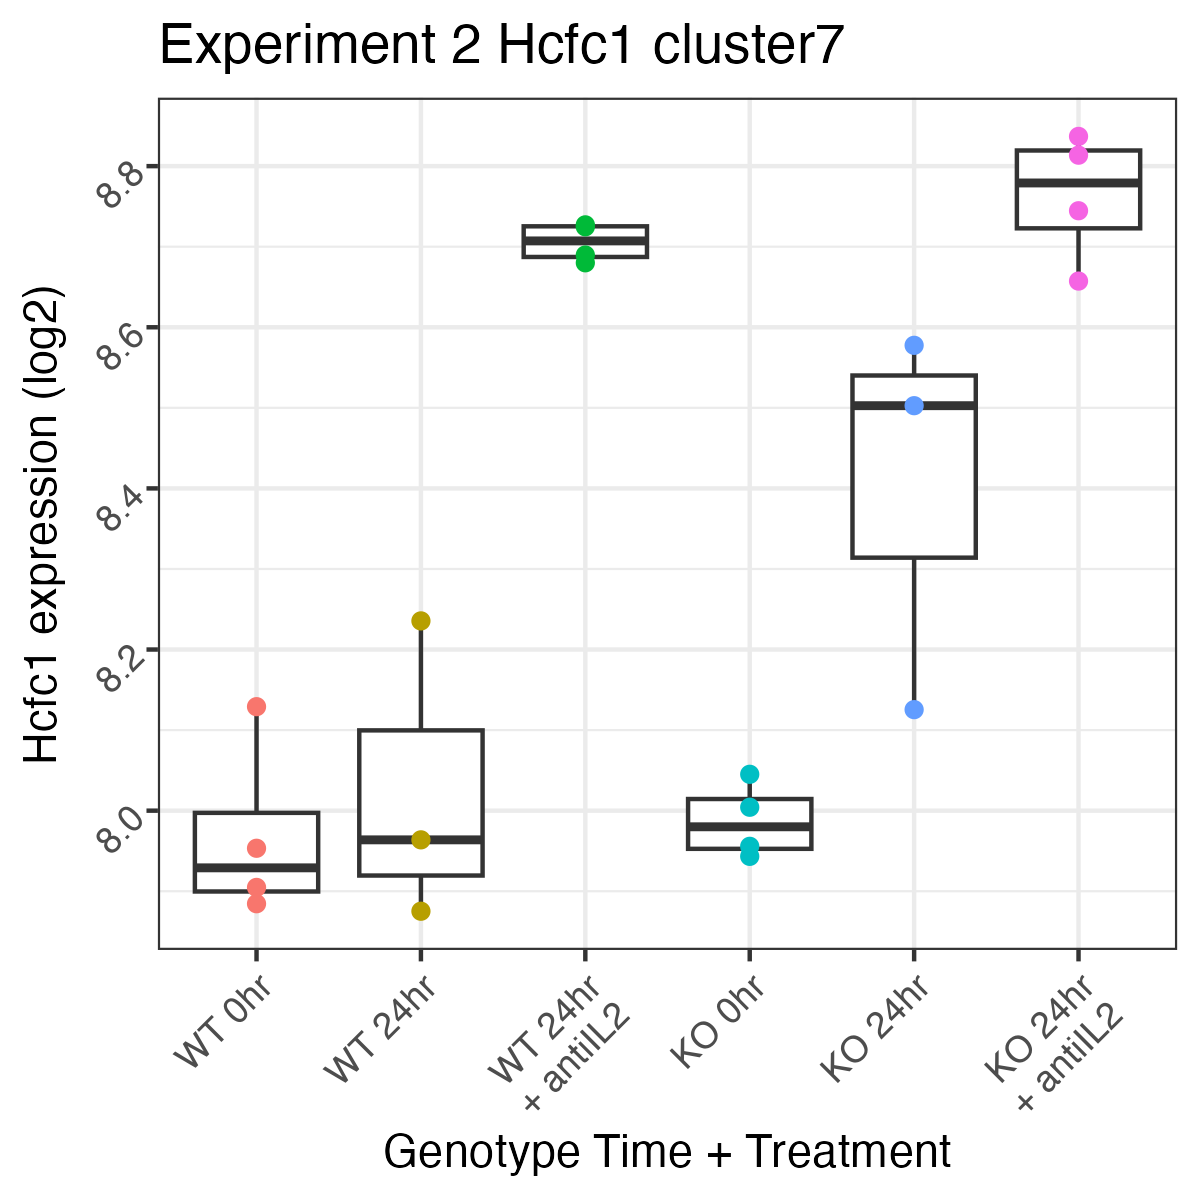 Experiment 2 Hcfc1 cluster7
Hcfc1 expression (log2)
8.8
8.6
8.4
8.2
8.0
WT 0hr
WT 24hr
WT 24hr
+ antiIL2
KO 0hr
KO 24hr
KO 24hr
+ antiIL2
Genotype Time + Treatment